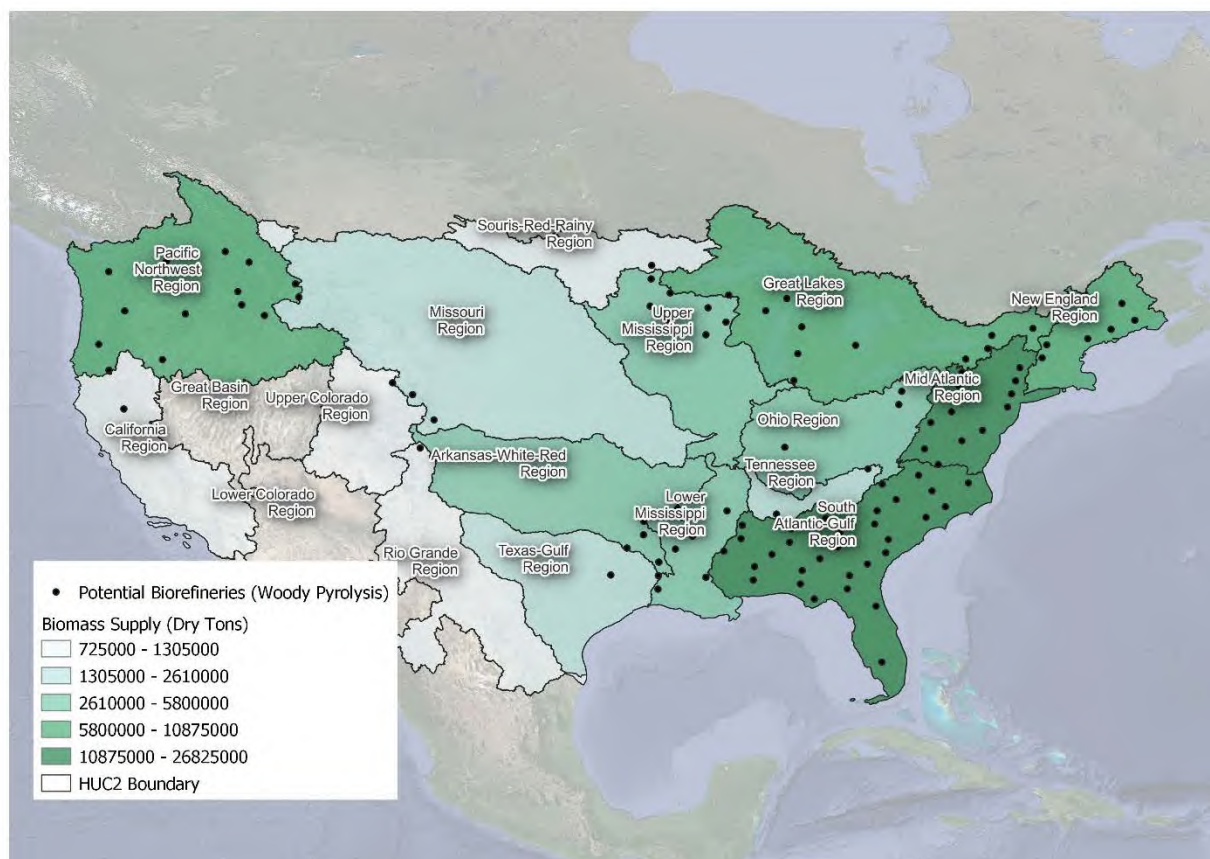 Souris-Red-Rainy
Region
Pacific
Northwest
Region
Great Lakes
Region
New England
Region
Missouri
Region
Upper
Mississippi
Region
Great Basin
Region
Upper Colorado
Region
Mid Atlantic
Region
California
Region
Ohio Region
Arkansas-White-Red
Region
Tennessee
Region
Lower Colorado
Region
Lower
Mississippi
Region
South
Atlantic-Gulf
Region
Rio Grande
Region
Texas-Gulf
Region
Potential Biorefineries (Woody Pyrolysis)
Biomass Supply (Dry Tons)
725000 - 1305000
1305000 - 2610000
2610000 - 5800000
5800000 - 10875000
10875000 - 26825000
HUC2 Boundary